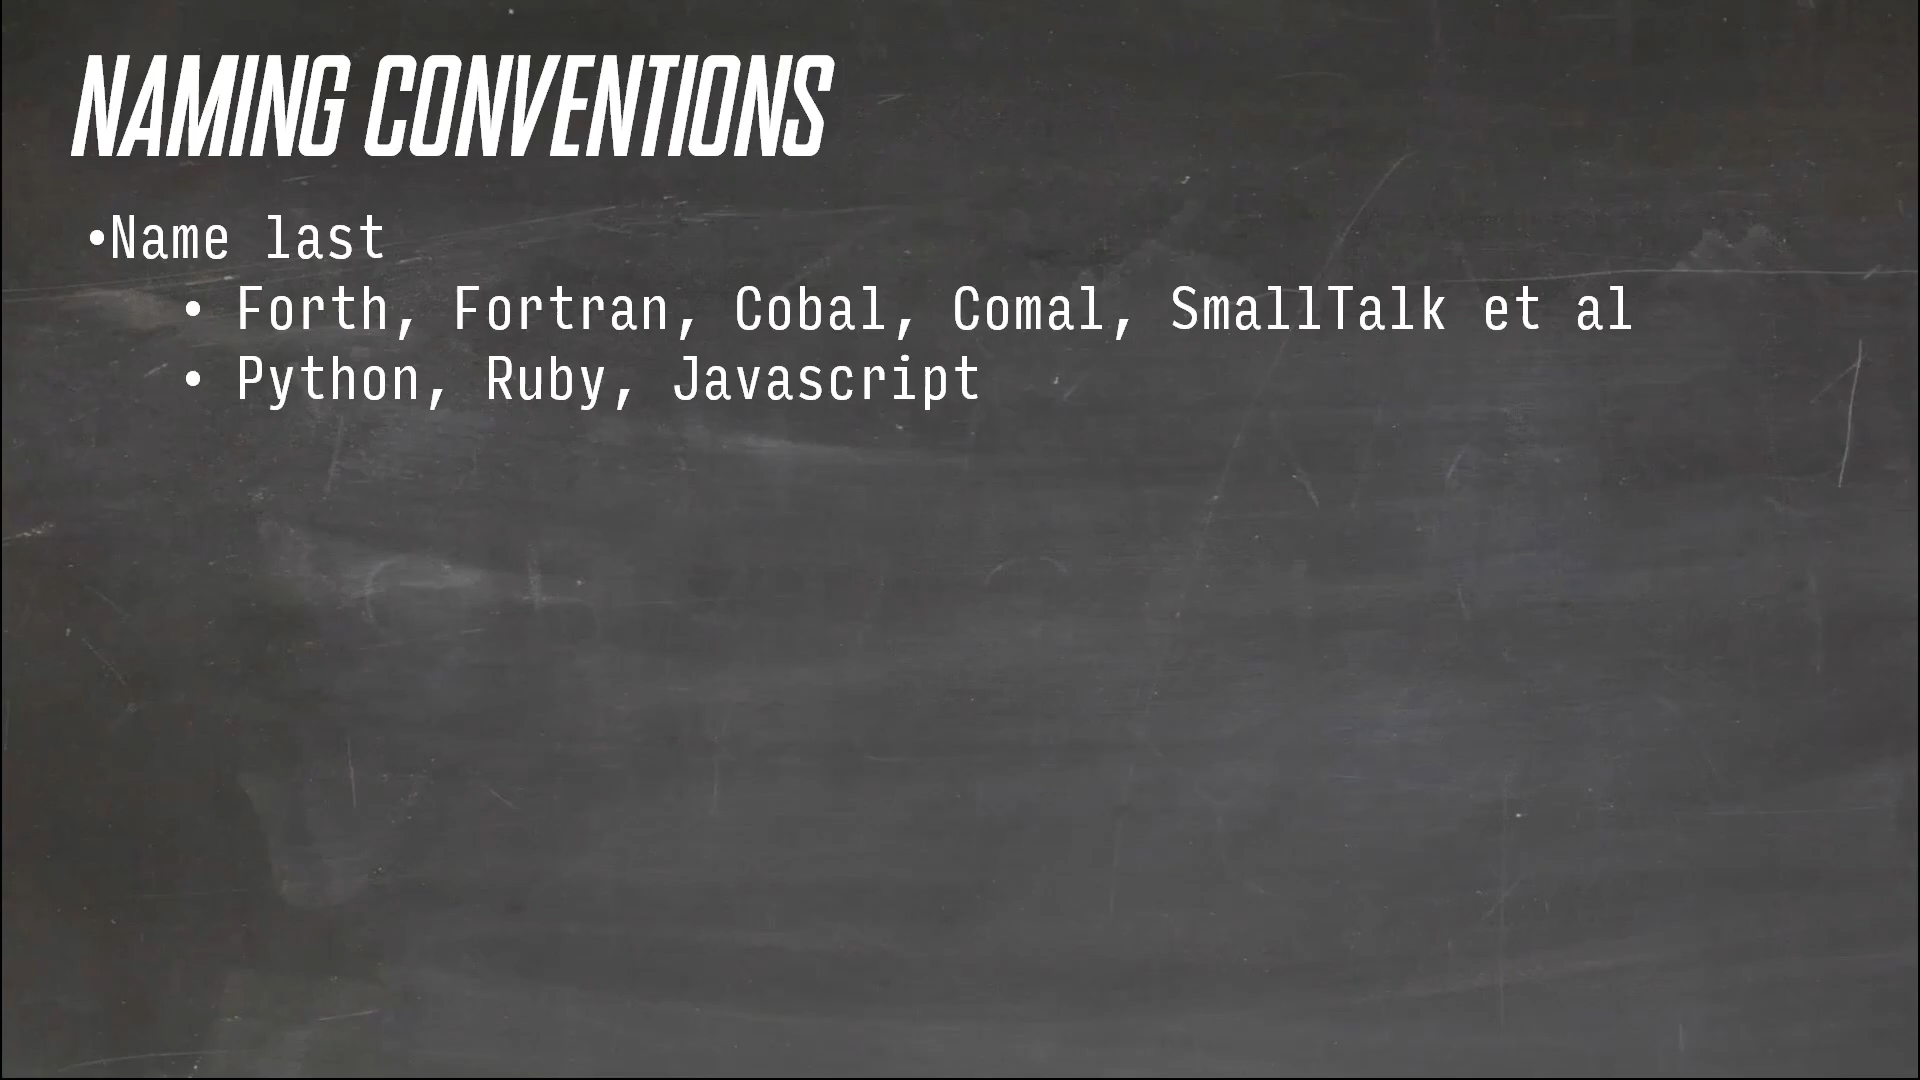 NAMING CONVENTIONS
•Name last
• Forth, Fortran, Cobal, Comal, SmallTalk et al
• Python, Ruby, Javascript